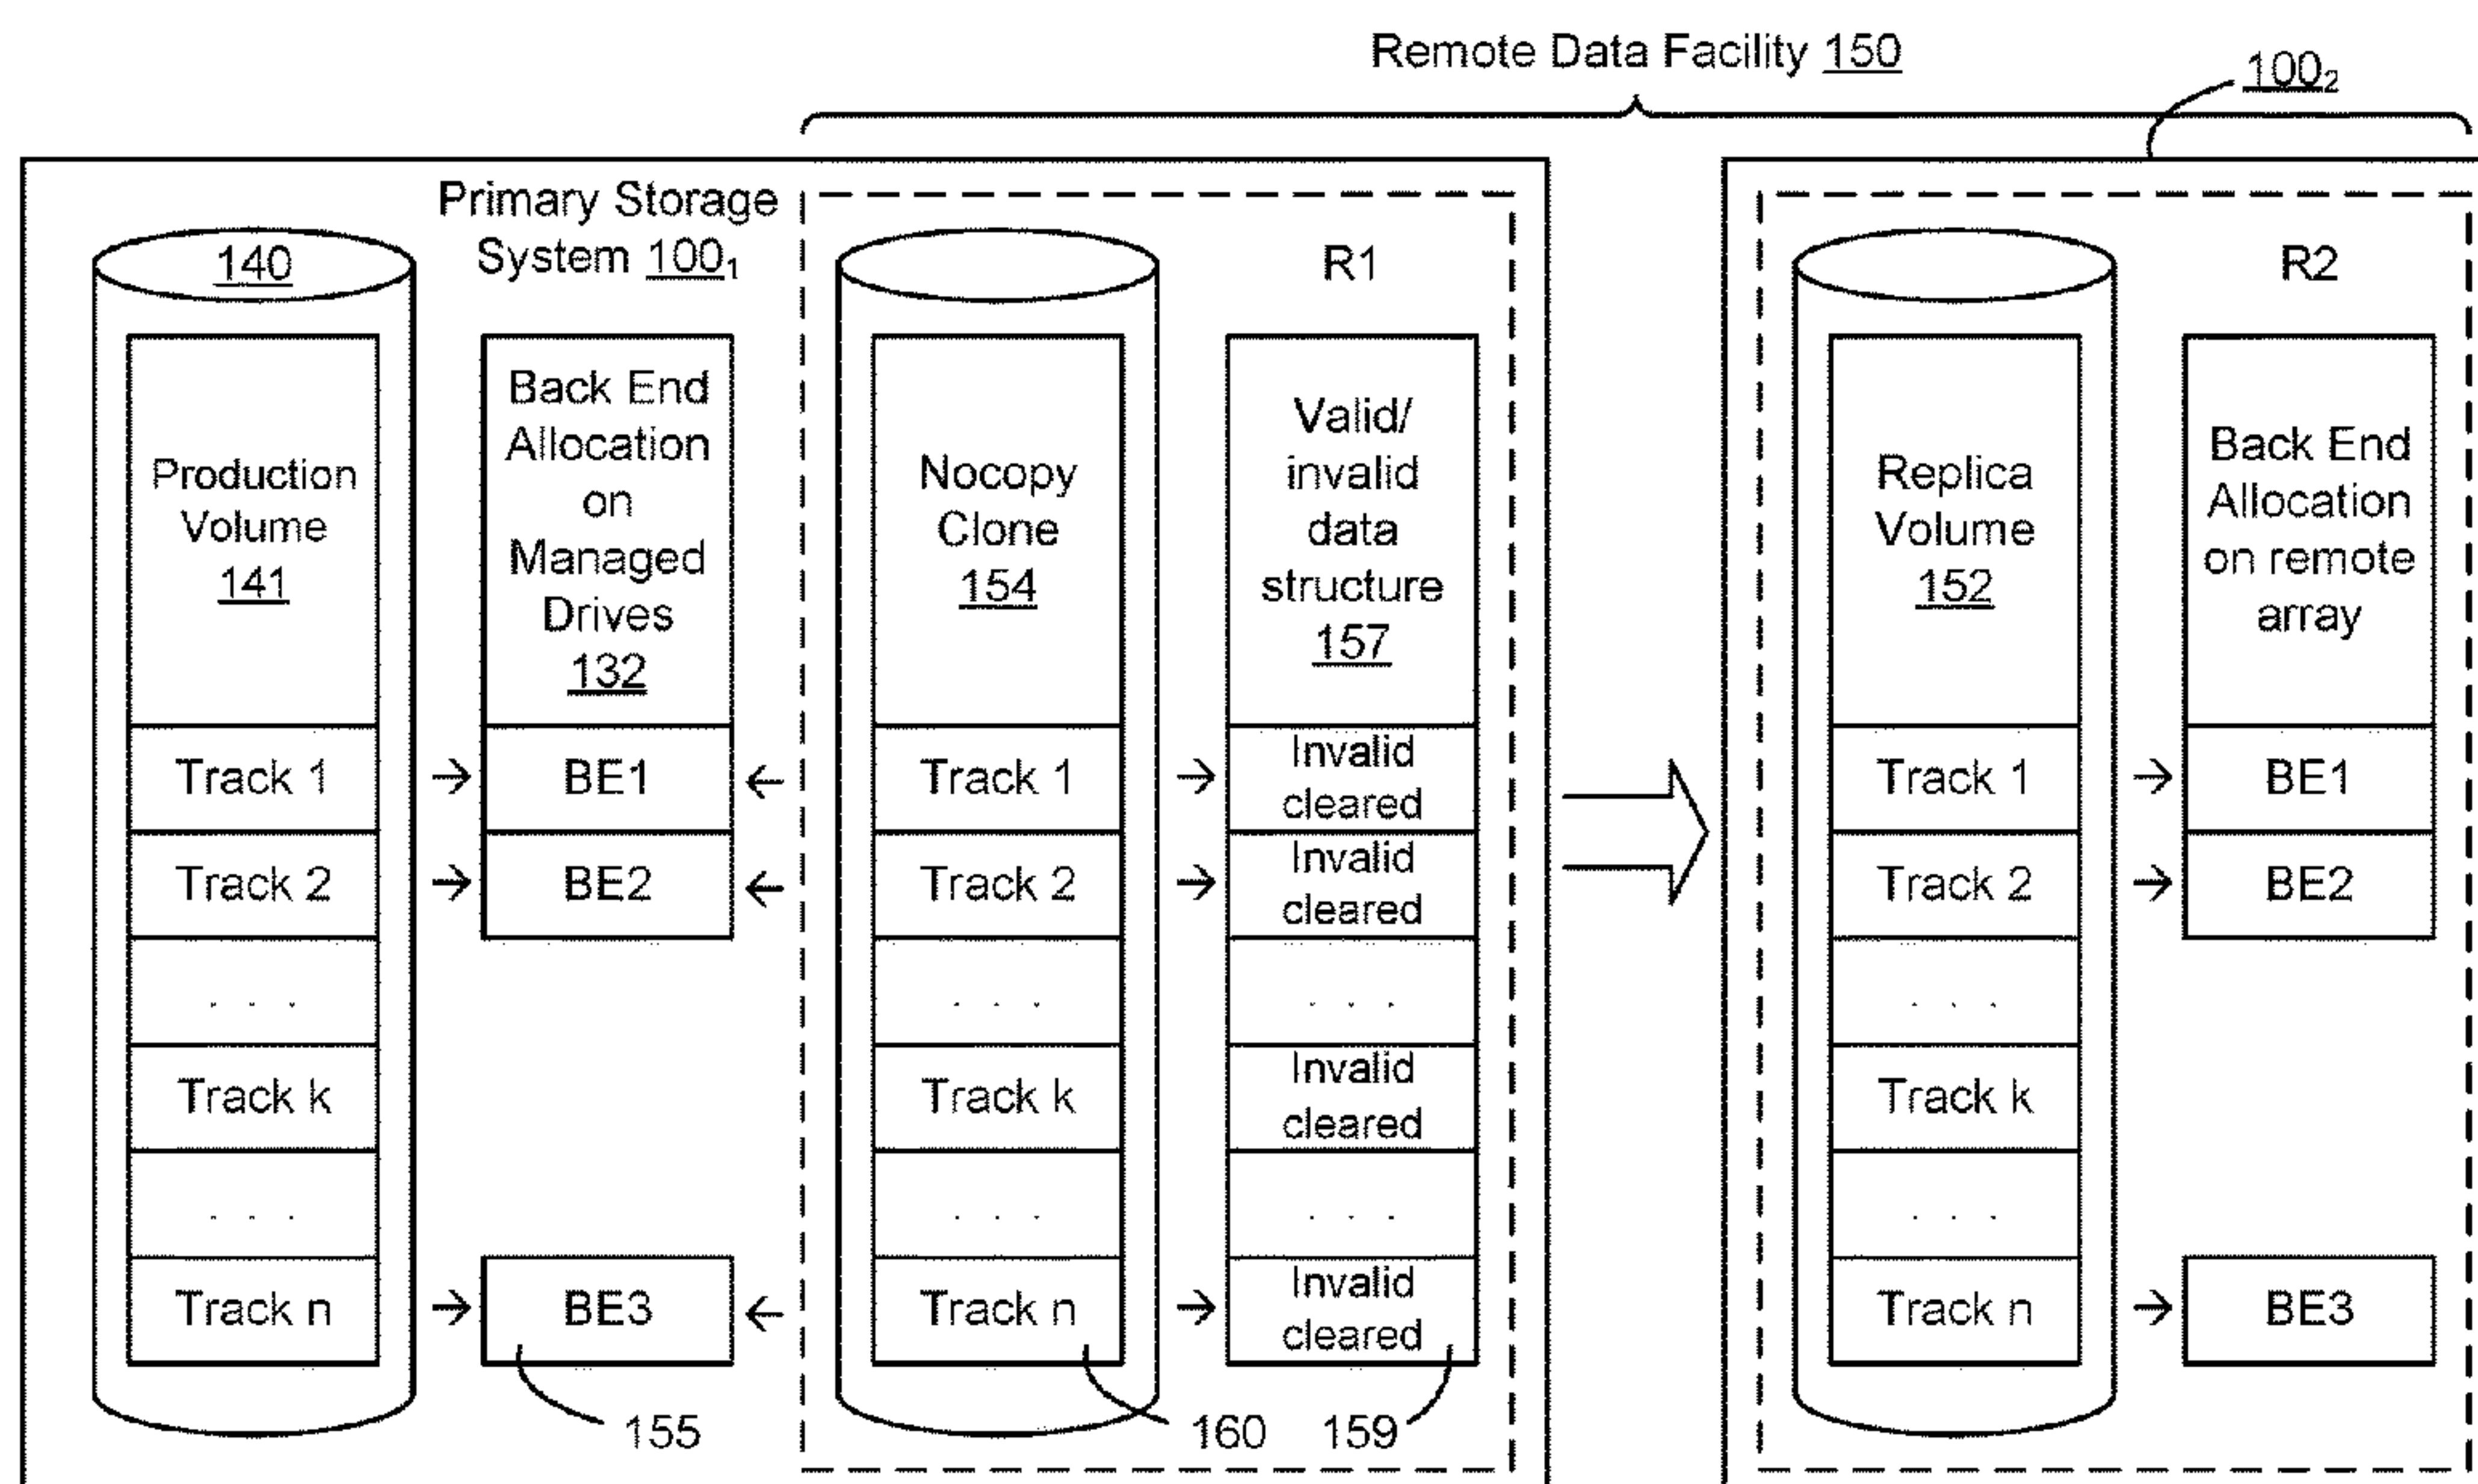 Remote Data Facility 150
100₂
Primary Storage
System 100₁
140
Production
Volume
141
Track 1
Track 2
. . .
Track k
. . .
Track n
Back End
Allocation
on
Managed
Drives
132
BE1
BE2
BE3
155
R1
Nocopy
Clone
154
Track 1
Track 2
. . .
Track k
. . .
Track n
160
Valid/
invalid
data
structure
157
Invalid
cleared
Invalid
cleared
. . .
Invalid
cleared
. . .
Invalid
cleared
159
R2
Replica
Volume
152
Track 1
Track 2
. . .
Track k
. . .
Track n
Back End
Allocation
on remote
array
BE1
BE2
BE3